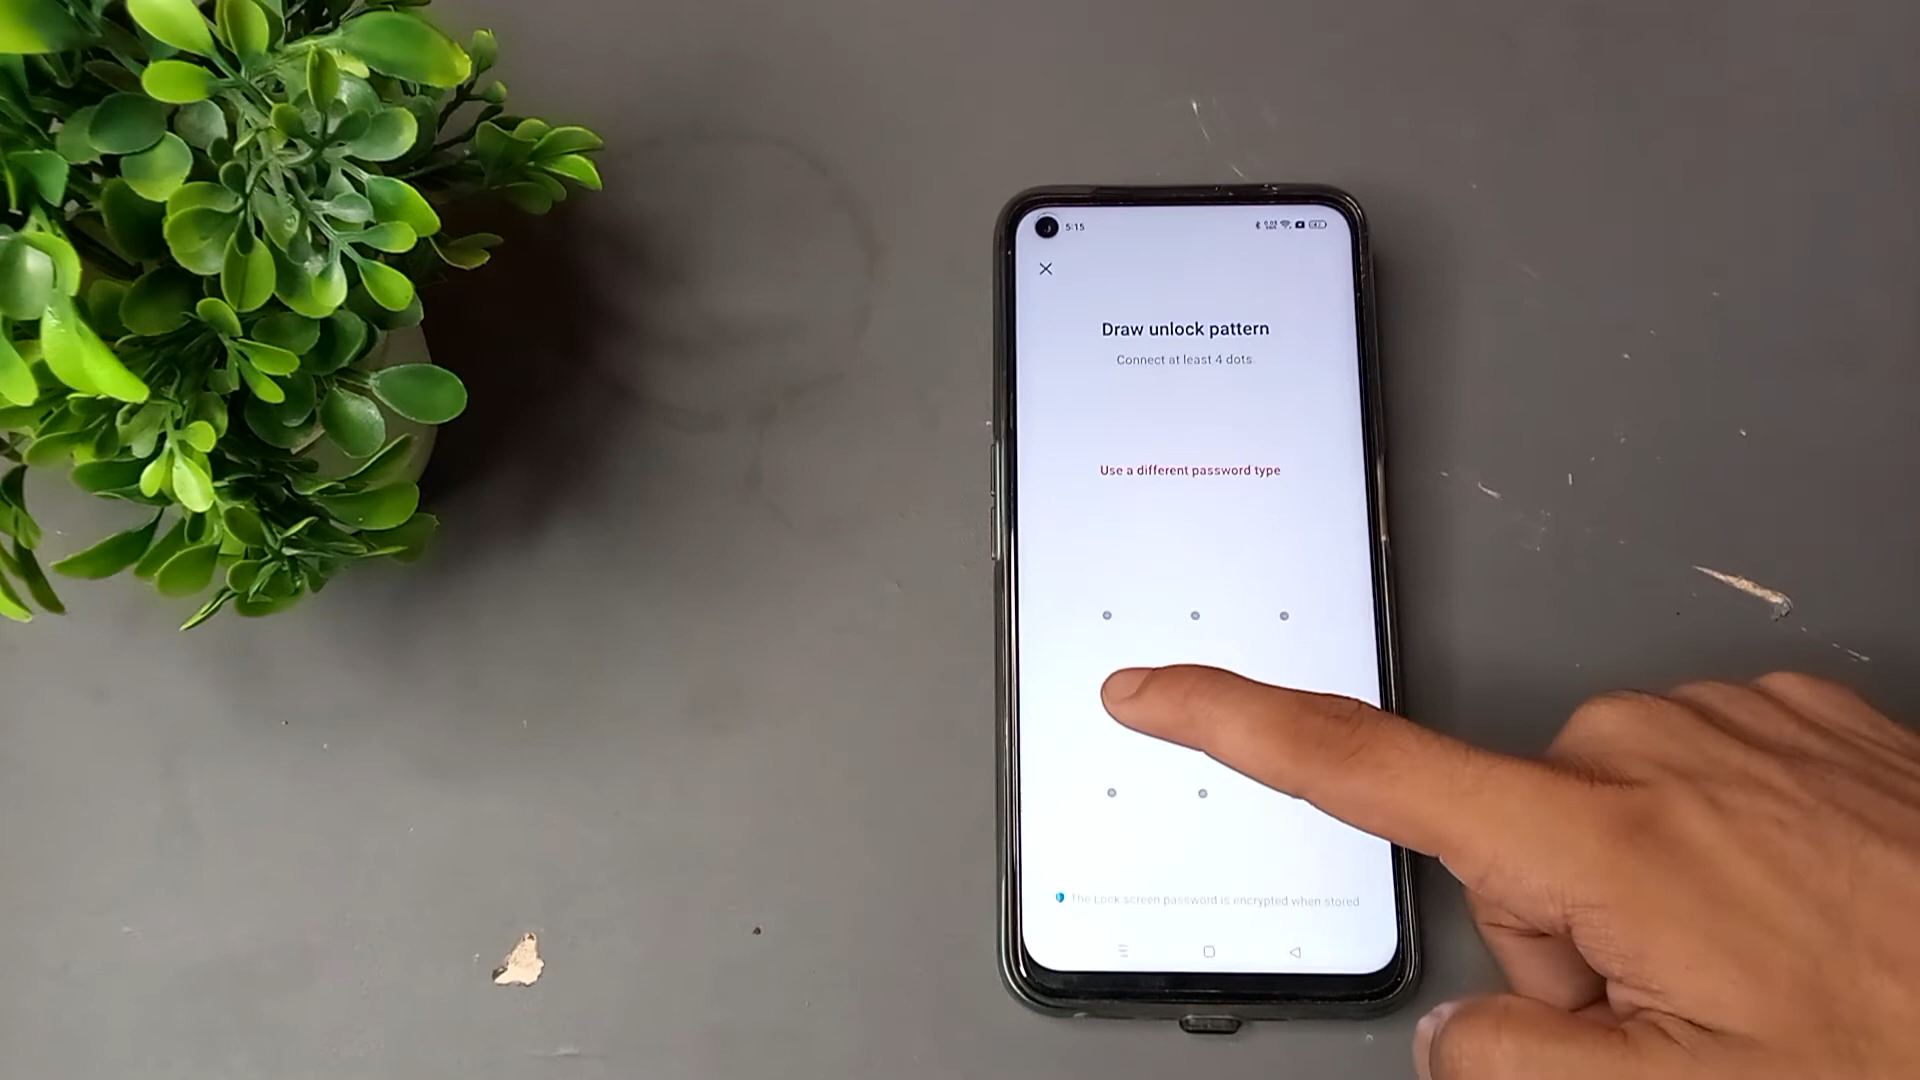 5:15
Draw unlock pattern
Connect at least 4 dots
Use a different password type
The Lock screen password is encrypted when stored